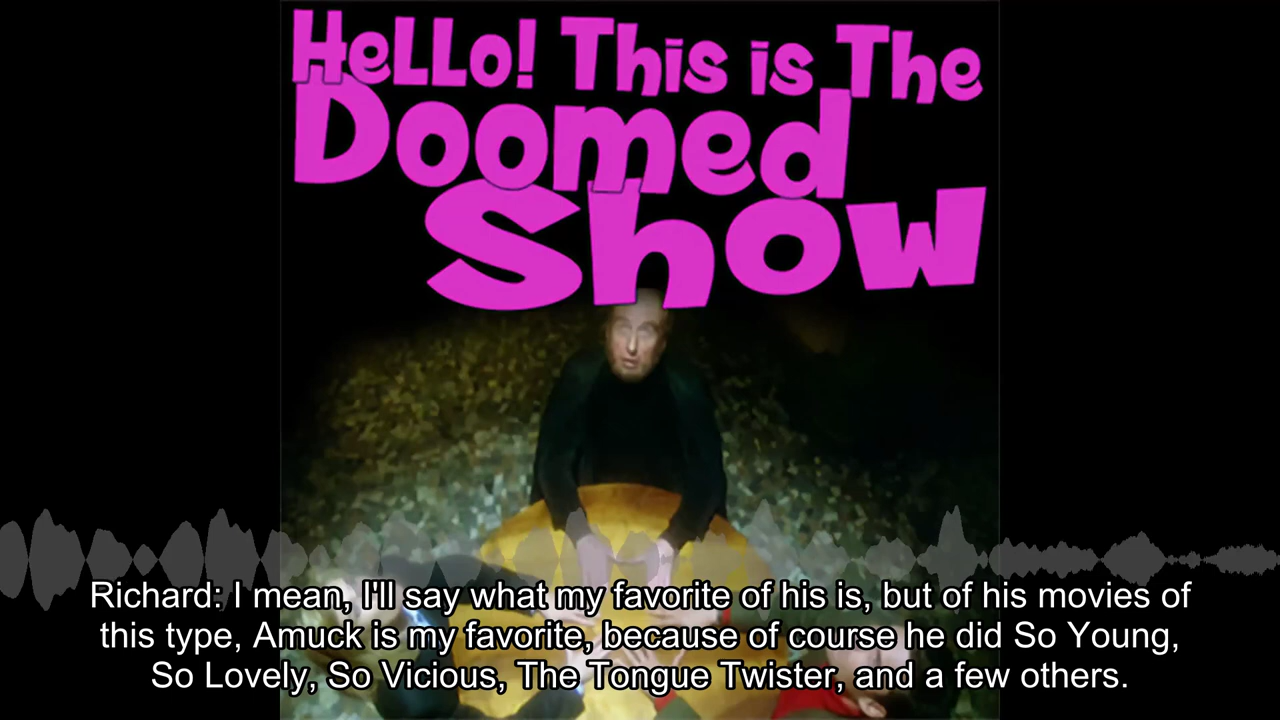 HeLLo! This is The
Doomed
Show
Richard: I mean, I'll say what my favorite of his is, but of his movies of
this type, Amuck is my favorite, because of course he did So Young,
So Lovely, So Vicious, The Tongue Twister, and a few others.